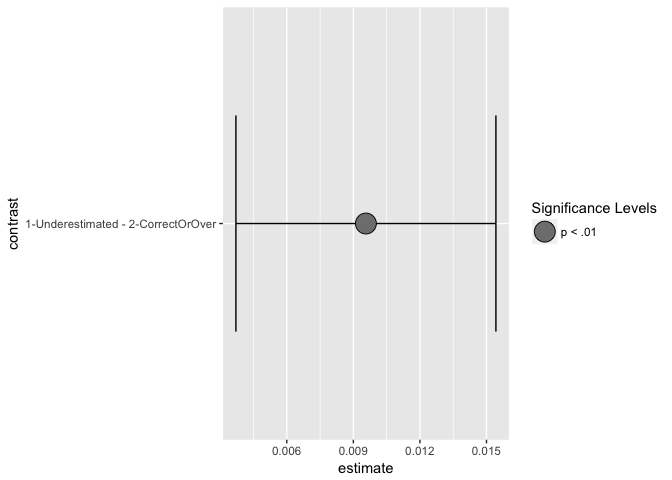 contrast
1-Underestimated - 2-CorrectOrOver
0.006 0.009 0.012 0.015
estimate
Significance Levels
p < .01